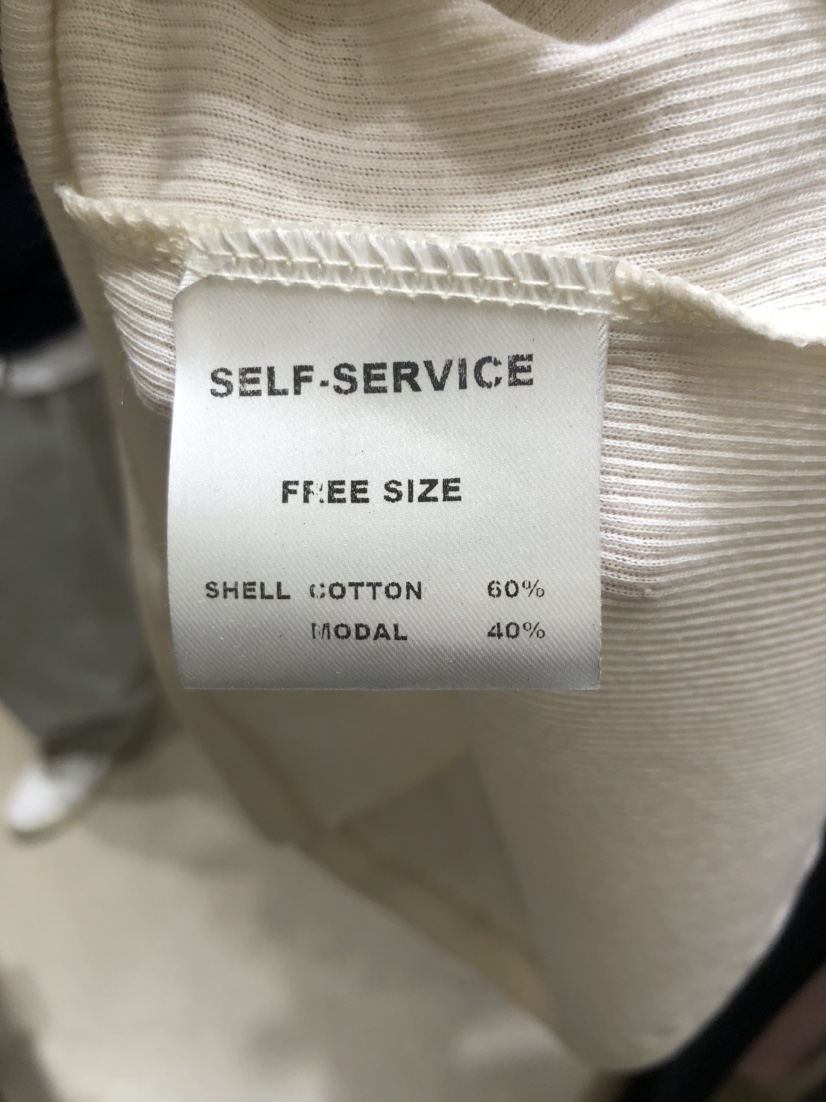 SELF-SERVICE
FREE SIZE
SHELL COTTON 60%
MODAL 40%